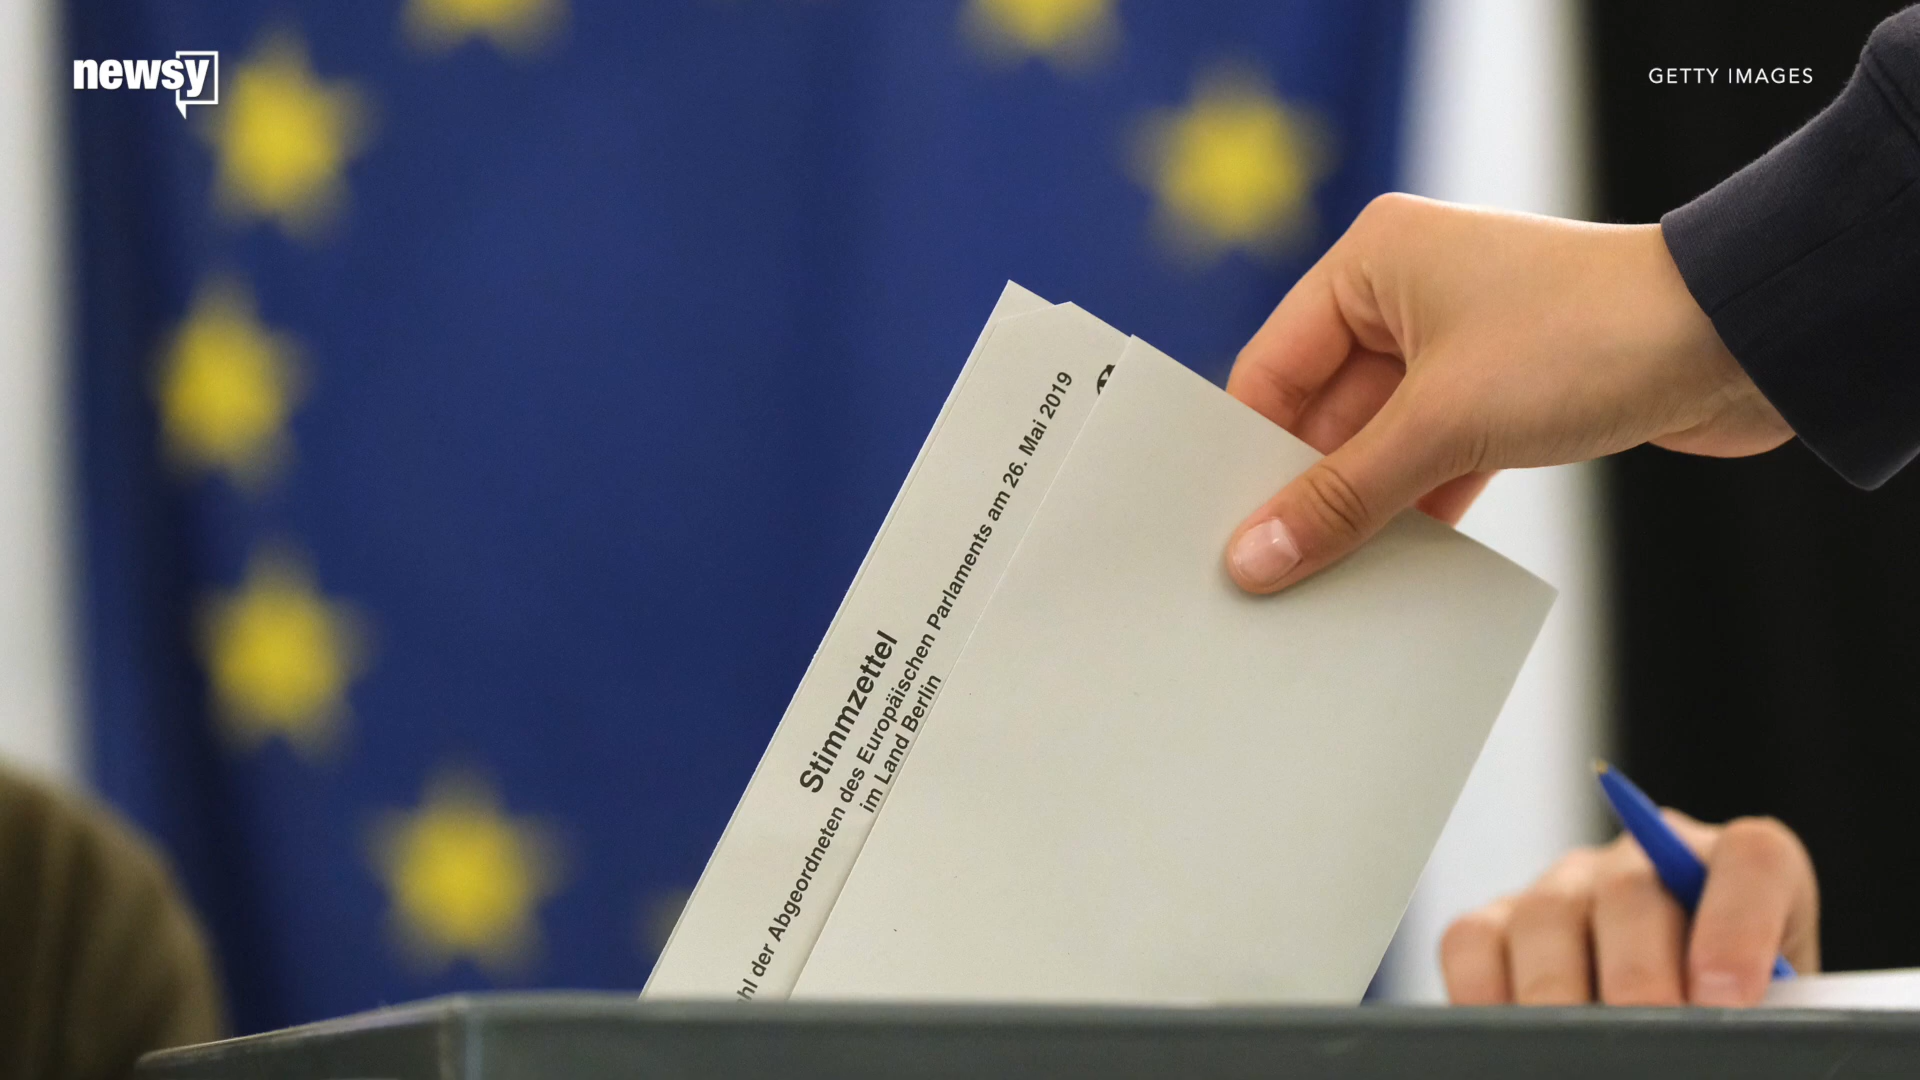 newsy
GETTY IMAGES
Stimmzettel
hl der Abgeordneten des Europäischen Parlaments am 26. Mai 2019
im Land Berlin